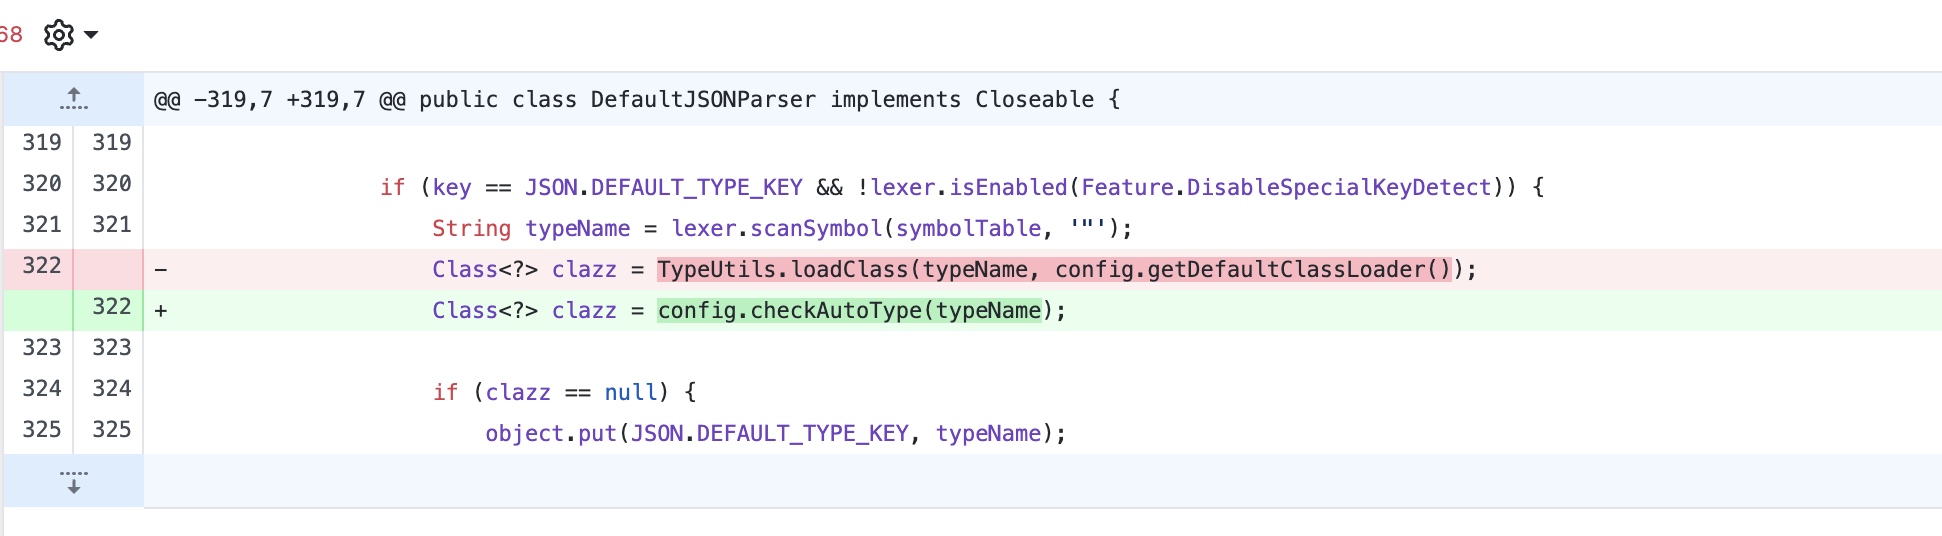 68
@@ -319,7 +319,7 @@ public class DefaultJSONParser implements Closeable {
319 319
320 320 if (key == JSON.DEFAULT_TYPE_KEY && !lexer.isEnabled(Feature.DisableSpecialKeyDetect)) {
321 321 String typeName = lexer.scanSymbol(symbolTable, '"');
322 - Class<?> clazz = TypeUtils.loadClass(typeName, config.getDefaultClassLoader());
322 + Class<?> clazz = config.checkAutoType(typeName);
323 323
324 324 if (clazz == null) {
325 325 object.put(JSON.DEFAULT_TYPE_KEY, typeName);